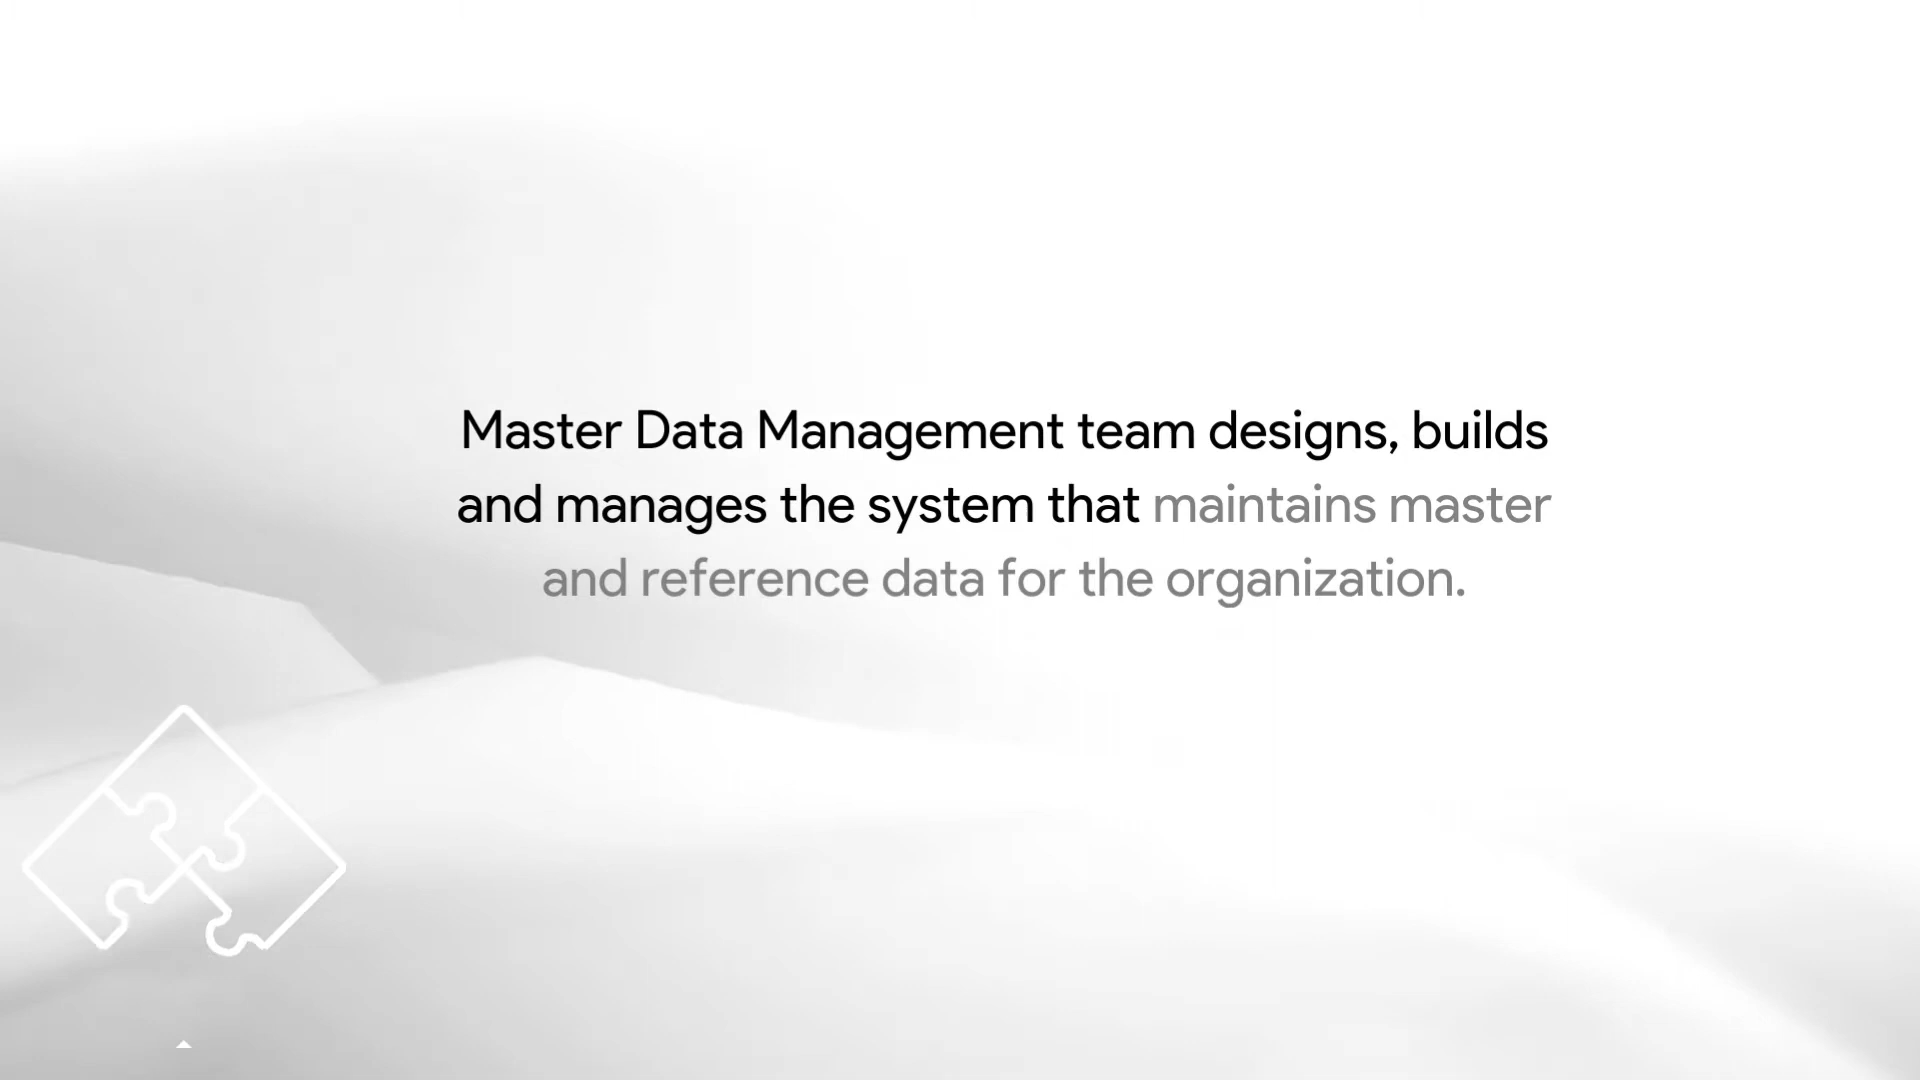 Master Data Management team designs, builds
and manages the system that maintains master
and reference data for the organization.